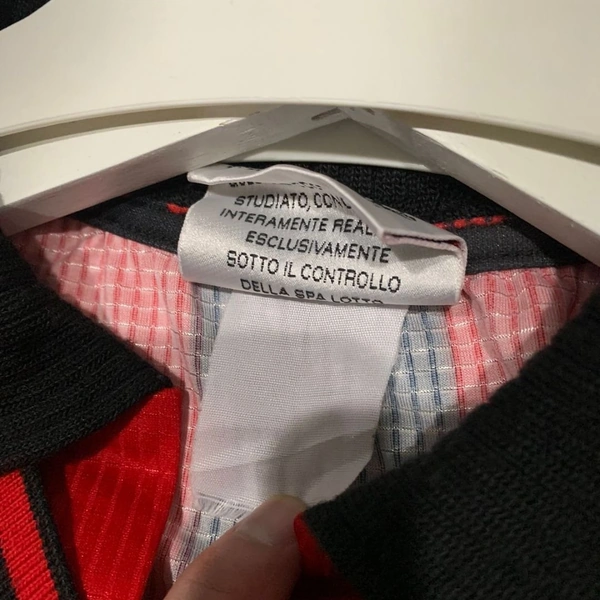 STUDIATO, CON
INTERAMENTE REAL
ESCLUSIVAMENTE
SOTTO IL CONTROLLO
DELLA SPA LOTTO